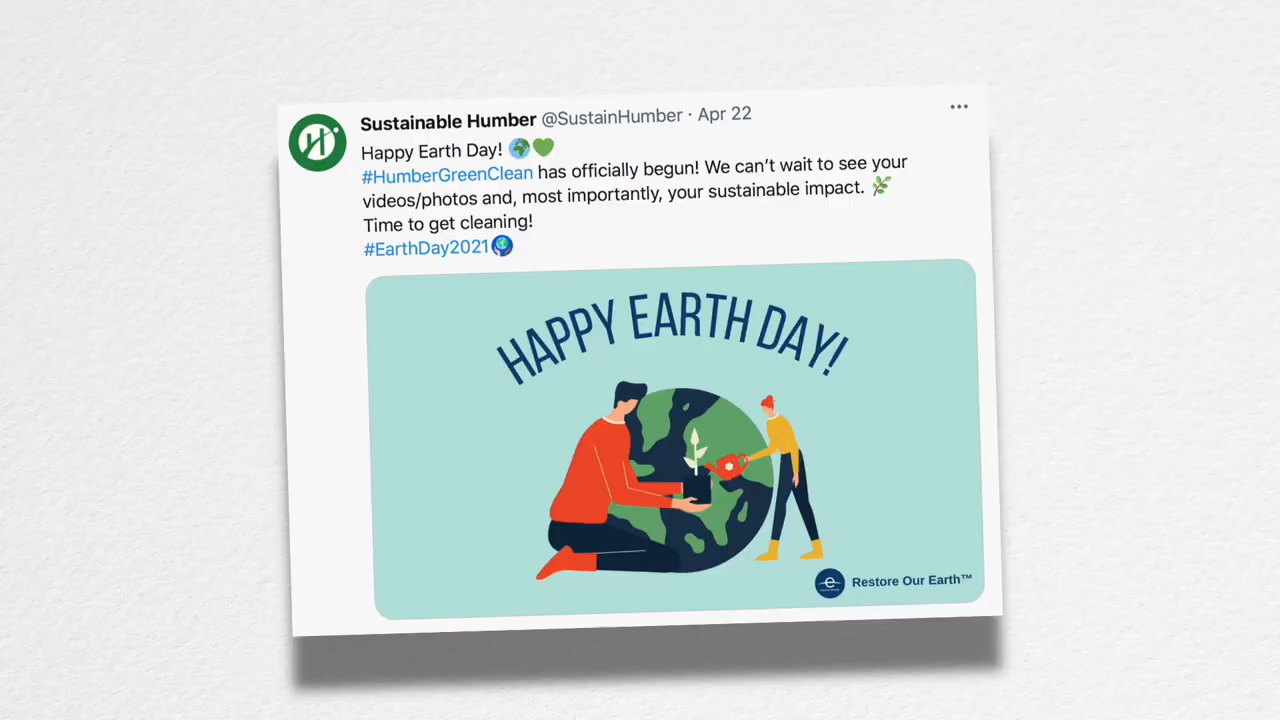 Sustainable Humber @SustainHumber · Apr 22
Happy Earth Day! 🌍💚
#HumberGreenClean has officially begun! We can’t wait to see your
videos/photos and, most importantly, your sustainable impact. 🌿
Time to get cleaning!
#EarthDay2021
HAPPY EARTH DAY!
Restore Our Earth™